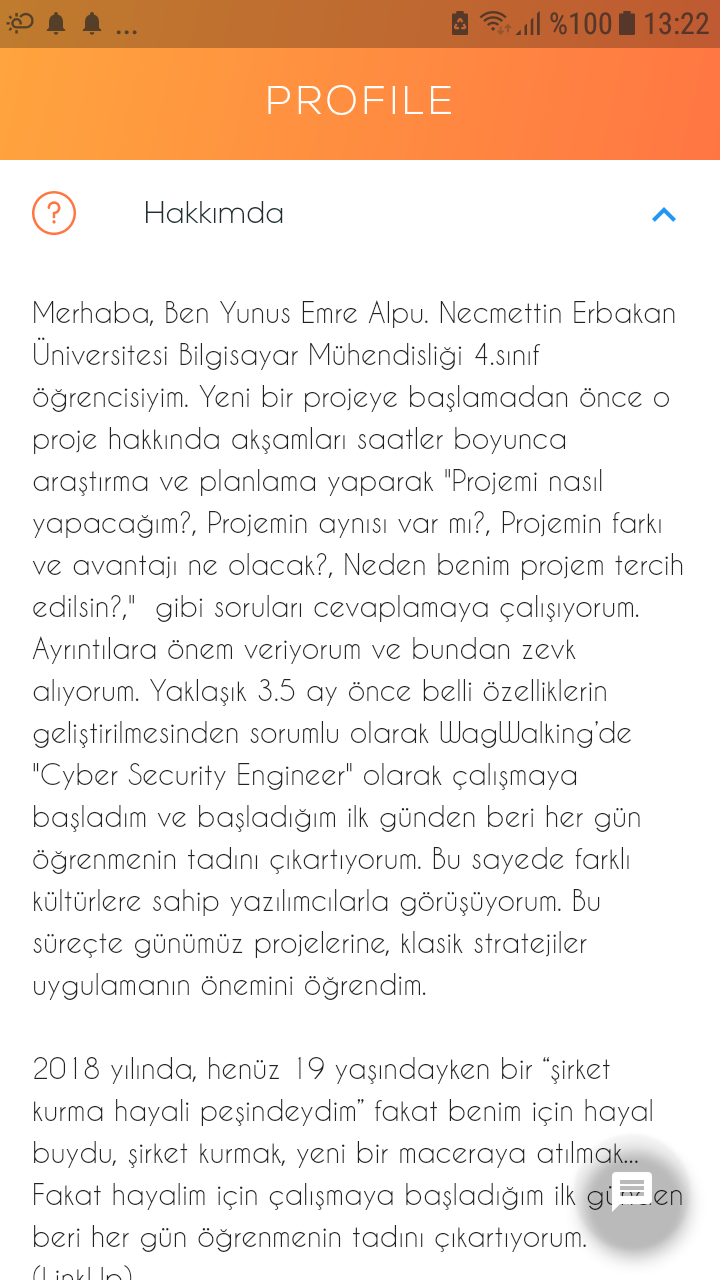 ... %100 13:22
PROFILE
? Hakkımda
Merhaba, Ben Yunus Emre Alpu. Necmettin Erbakan
Üniversitesi Bilgisayar Mühendisliği 4.sınıf
öğrencisiyim. Yeni bir projeye başlamadan önce o
proje hakkında akşamları saatler boyunca
araştırma ve planlama yaparak "Projemi nasıl
yapacağım?, Projemin aynısı var mı?, Projemin farkı
ve avantajı ne olacak?, Neden benim projem tercih
edilsin?," gibi soruları cevaplamaya çalışıyorum.
Ayrıntılara önem veriyorum ve bundan zevk
alıyorum. Yaklaşık 3.5 ay önce belli özelliklerin
geliştirilmesinden sorumlu olarak WagWalking'de
"Cyber Security Engineer" olarak çalışmaya
başladım ve başladığım ilk günden beri her gün
öğrenmenin tadını çıkartıyorum. Bu sayede farklı
kültürlere sahip yazılımcılarla görüşüyorum. Bu
süreçte günümüz projelerine, klasik stratejiler
uygulamanın önemini öğrendim.
2018 yılında, henüz 19 yaşındayken bir “şirket
kurma hayali peşindeydim” fakat benim için hayal
buydu, şirket kurmak, yeni bir maceraya atılmak...
Fakat hayalim için çalışmaya başladığım ilk günden
beri her gün öğrenmenin tadını çıkartıyorum.
(LinkUp)